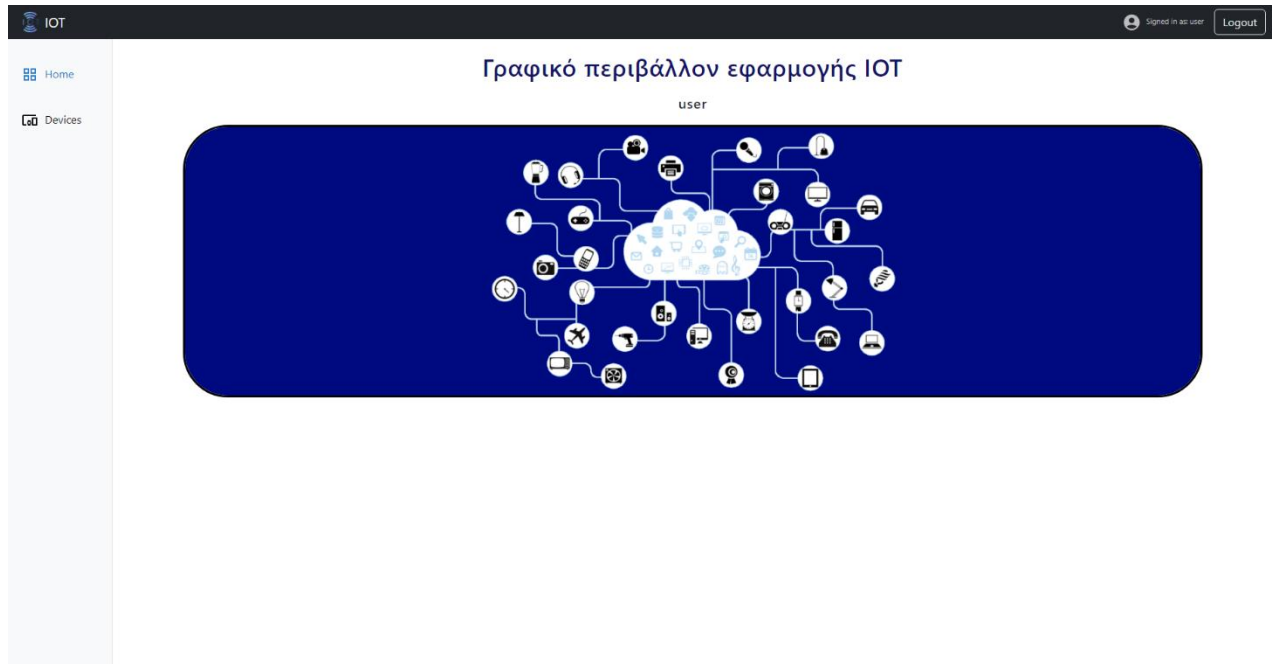 IOT
Signed in as: user
Logout
Home
Devices
Γραφικό περιβάλλον εφαρμογής IOT
user